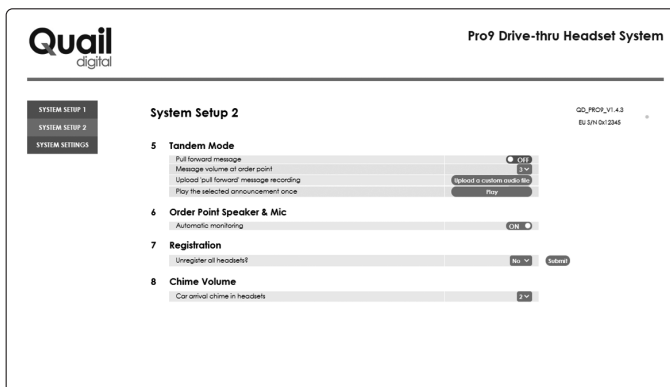 Quail
digital
Pro9 Drive-thru Headset System
SYSTEM SETUP 1
SYSTEM SETUP 2
SYSTEM SETTINGS
System Setup 2
QD_PRO9_V1.4.3
EU S/N 0x12345
5 Tandem Mode
Pull forward message OFF
Message volume at order point 3
Upload 'pull forward' message recording Upload a custom audio file
Play the selected announcement once Play
6 Order Point Speaker & Mic
Automatic monitoring ON
7 Registration
Unregister all headsets? No Submit
8 Chime Volume
Car arrival chime in headsets 2